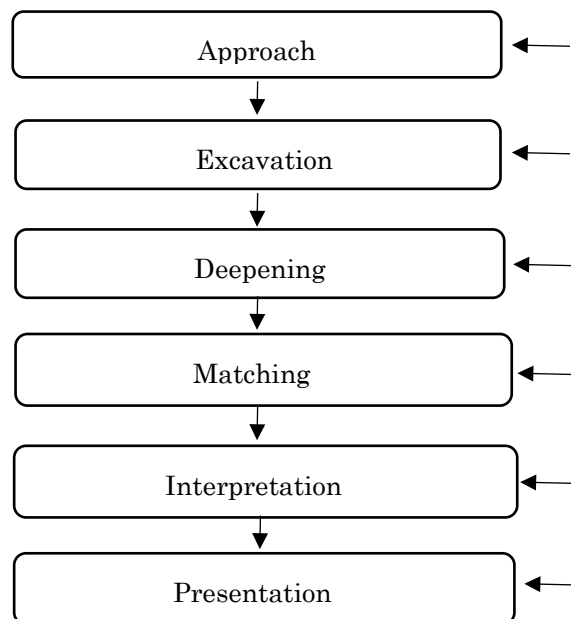 Approach
Excavation
Deepening
Matching
Interpretation
Presentation